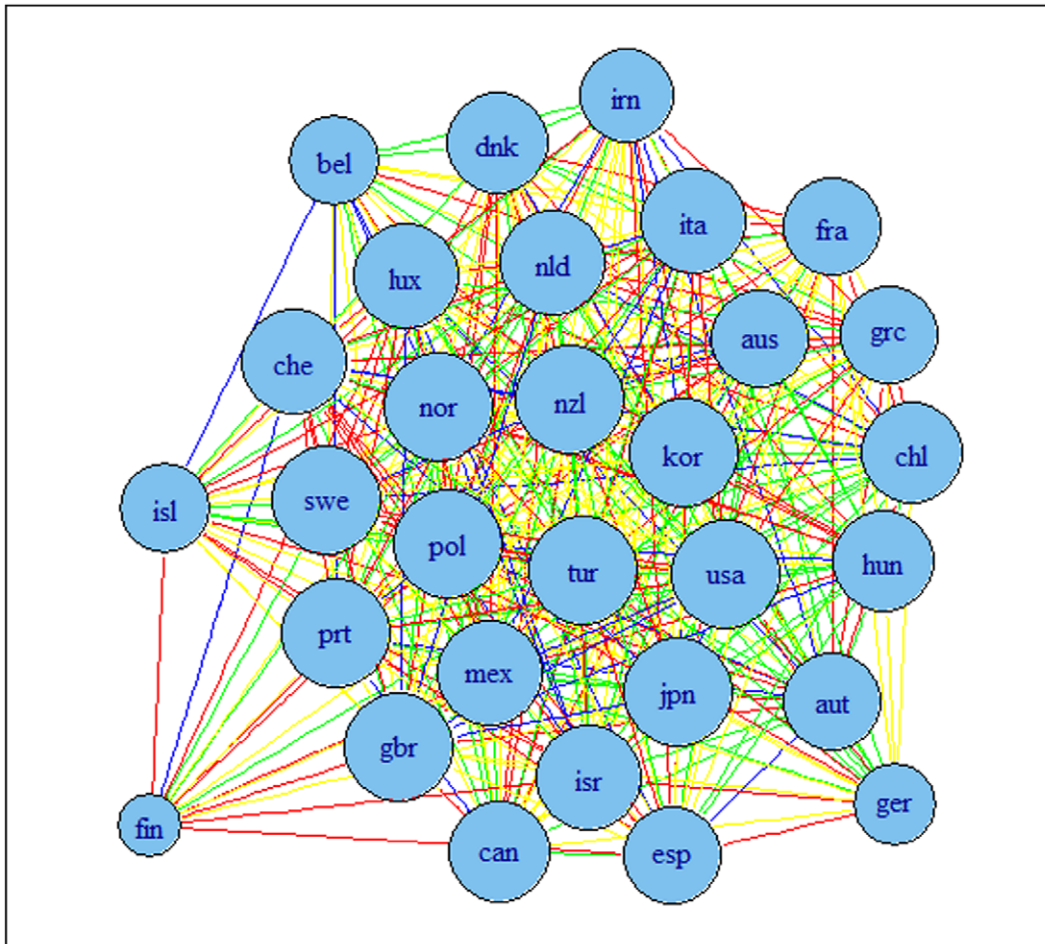 irn
dnk
bel
ita
fra
nld
lux
aus
grc
che
nor
nzl
kor
chl
swe
isl
pol
tur
usa
hun
prt
mex
jpn
aut
gbr
isr
ger
fin
can
esp